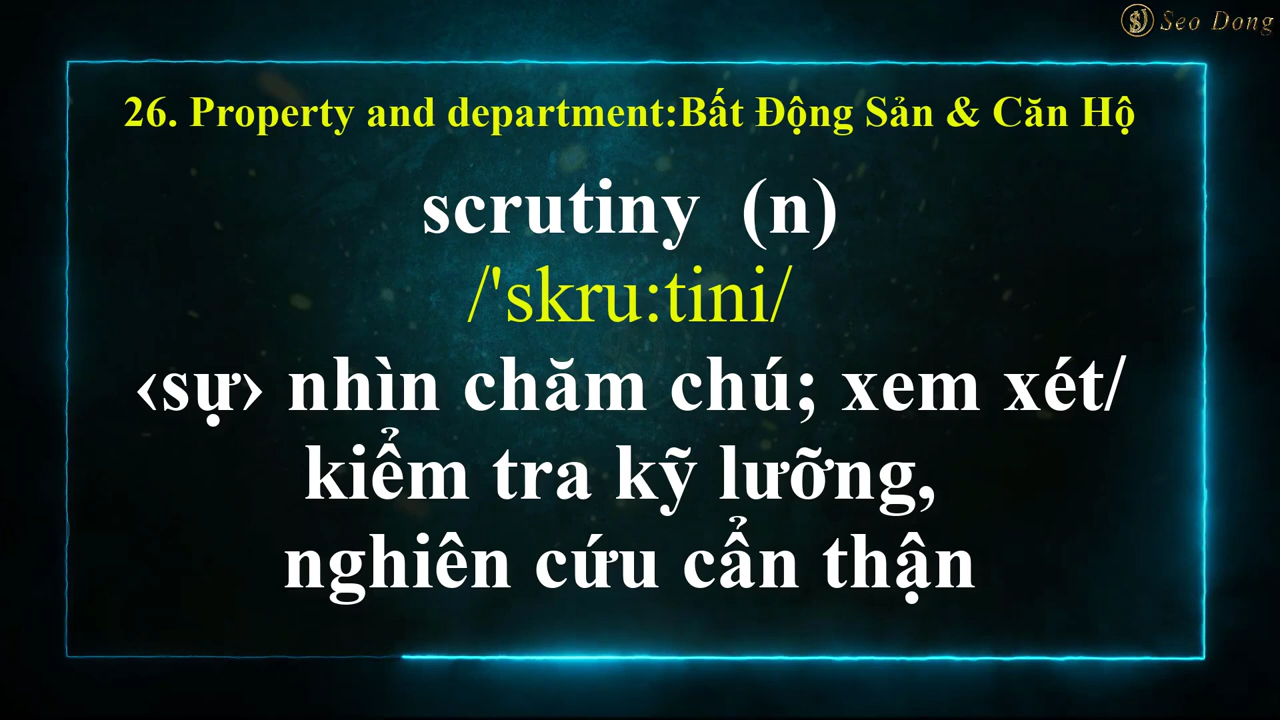 Seo Dong
26. Property and department:Bất Động Sản & Căn Hộ
scrutiny (n)
/'skru:tini/
‹sự› nhìn chăm chú; xem xét/
kiểm tra kỹ lưỡng,
nghiên cứu cẩn thận